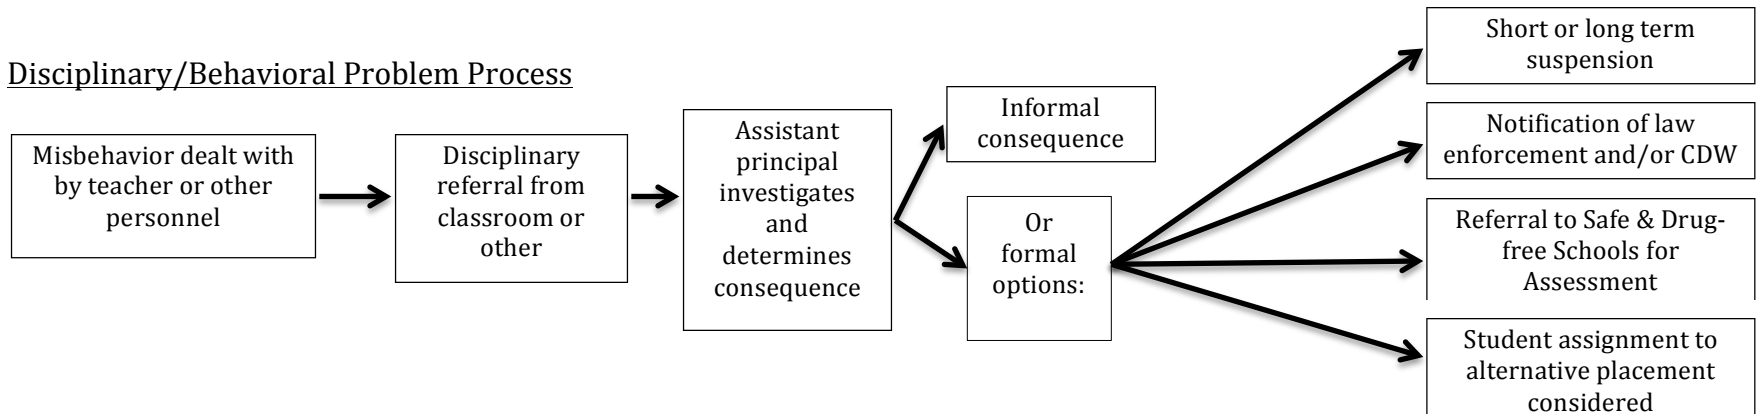 Disciplinary/Behavioral Problem Process
Misbehavior dealt with
by teacher or other
personnel
Disciplinary
referral from
classroom or
other
Assistant
principal
investigates
and
determines
consequence
Informal
consequence
Or
formal
options:
Short or long term
suspension
Notification of law
enforcement and/or CDW
Referral to Safe & Drug-
free Schools for
Assessment
Student assignment to
alternative placement
considered